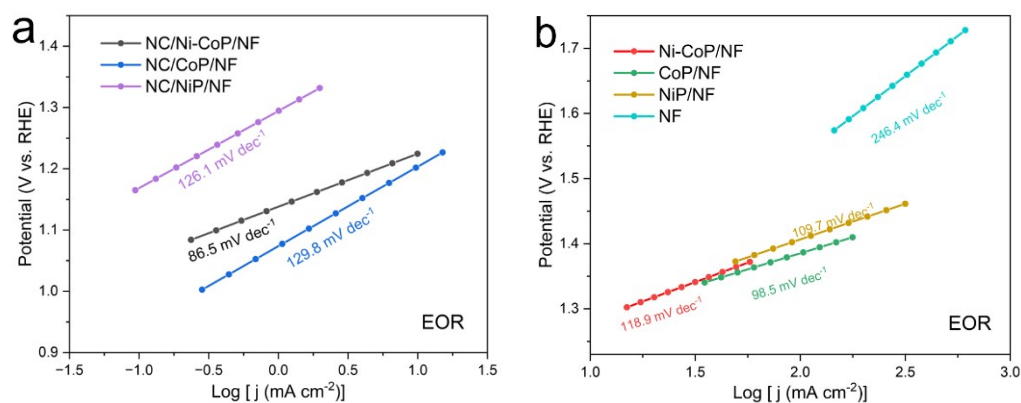 a
NC/Ni-CoP/NF
NC/CoP/NF
NC/NiP/NF
126.1 mV dec⁻¹
86.5 mV dec⁻¹
129.8 mV dec⁻¹
EOR
Potential (V vs. RHE)
1.4
1.3
1.2
1.1
1.0
0.9
−1.5 −1.0 −0.5 0.0 0.5 1.0 1.5
Log [ j (mA cm⁻²)]
b
Ni-CoP/NF
CoP/NF
NiP/NF
NF
246.4 mV dec⁻¹
109.7 mV dec⁻¹
98.5 mV dec⁻¹
118.9 mV dec⁻¹
EOR
Potential (V vs. RHE)
1.7
1.6
1.5
1.4
1.3
1.0 1.5 2.0 2.5 3.0
Log [ j (mA cm⁻²)]